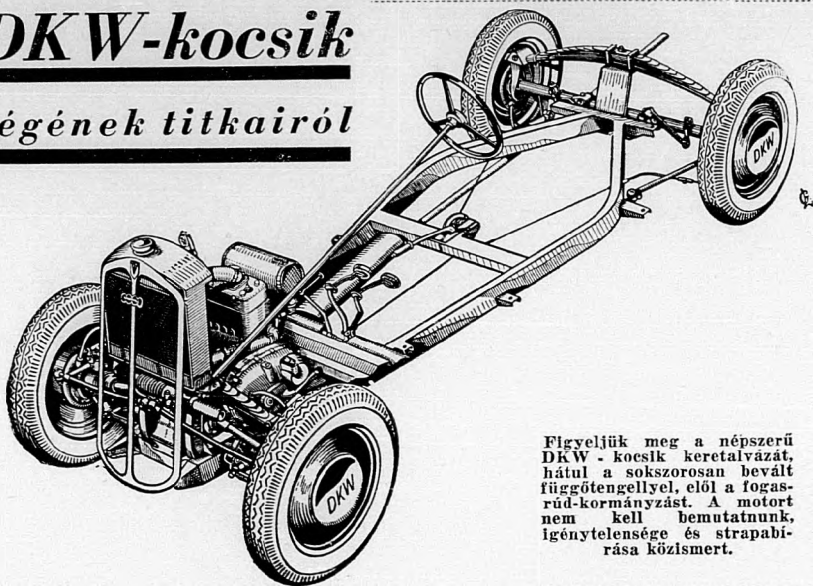 DKW-kocsik
égének titkairól
DKW
DKW
Figyeljük meg a népszerű
DKW - kocsik keretalvázát,
hátul a sokszorosan bevált
függőtengellyel, elől a fogas-
rúd-kormányzást. A motort
nem kell bemutatnunk,
igénytelensége és strapabí-
rása közismert.